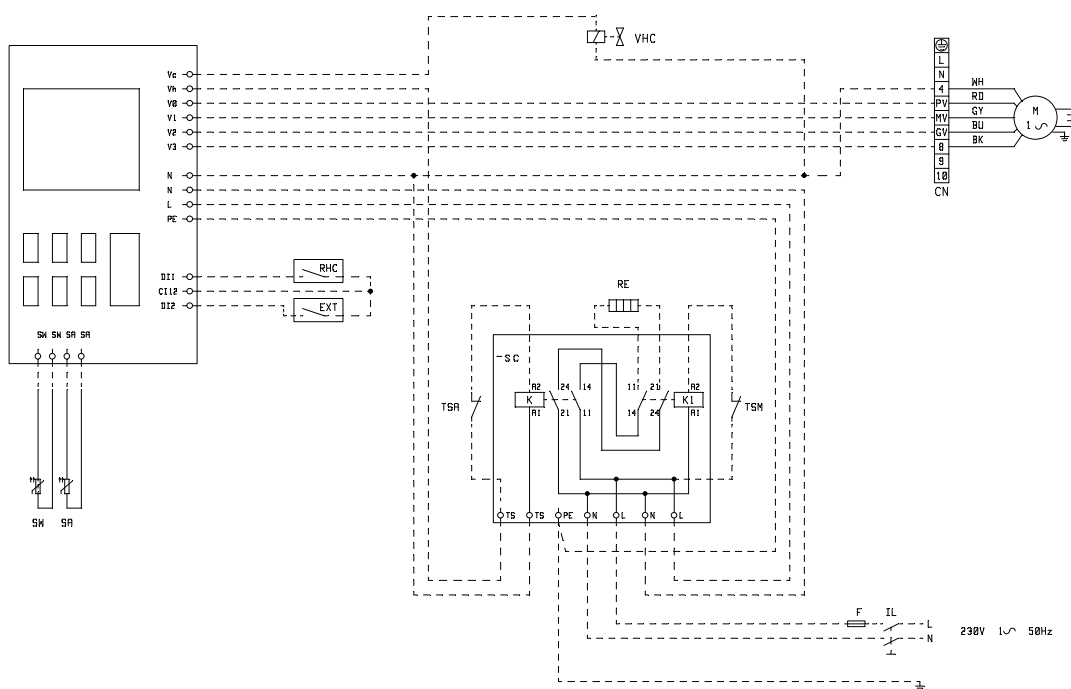 VHC
Vc
Vh
V0
V1
V2
V3
N
N
L
PE
DI1
CI12
DI2
L
N
4
PV
MV
GV
8
9
10
CN
WH
RD
GY
BU
BK
M
1
RHC
EXT
SW SW SA SA
SW SA
RE
-SC
TSA
TSM
A2 24 14 11 21 A2
K K1
A1 21 11 14 24 A1
TS TS PE N L N L
F IL
L
N
230V 1 50Hz